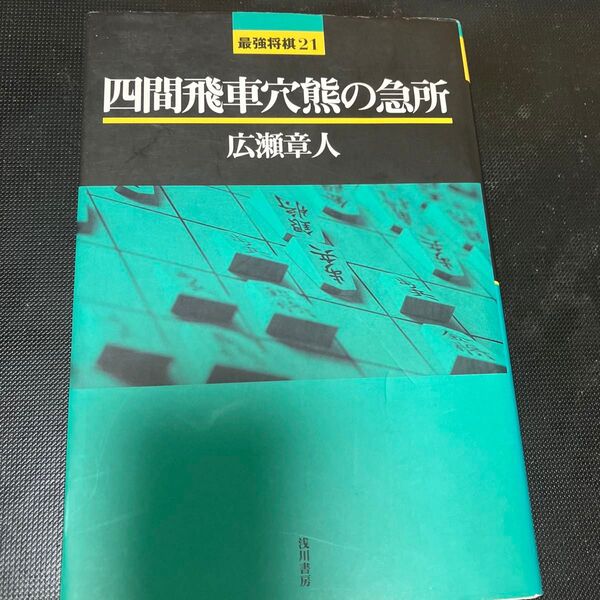 最強将棋21
四間飛車穴熊の急所
広瀬章人
浅川書房